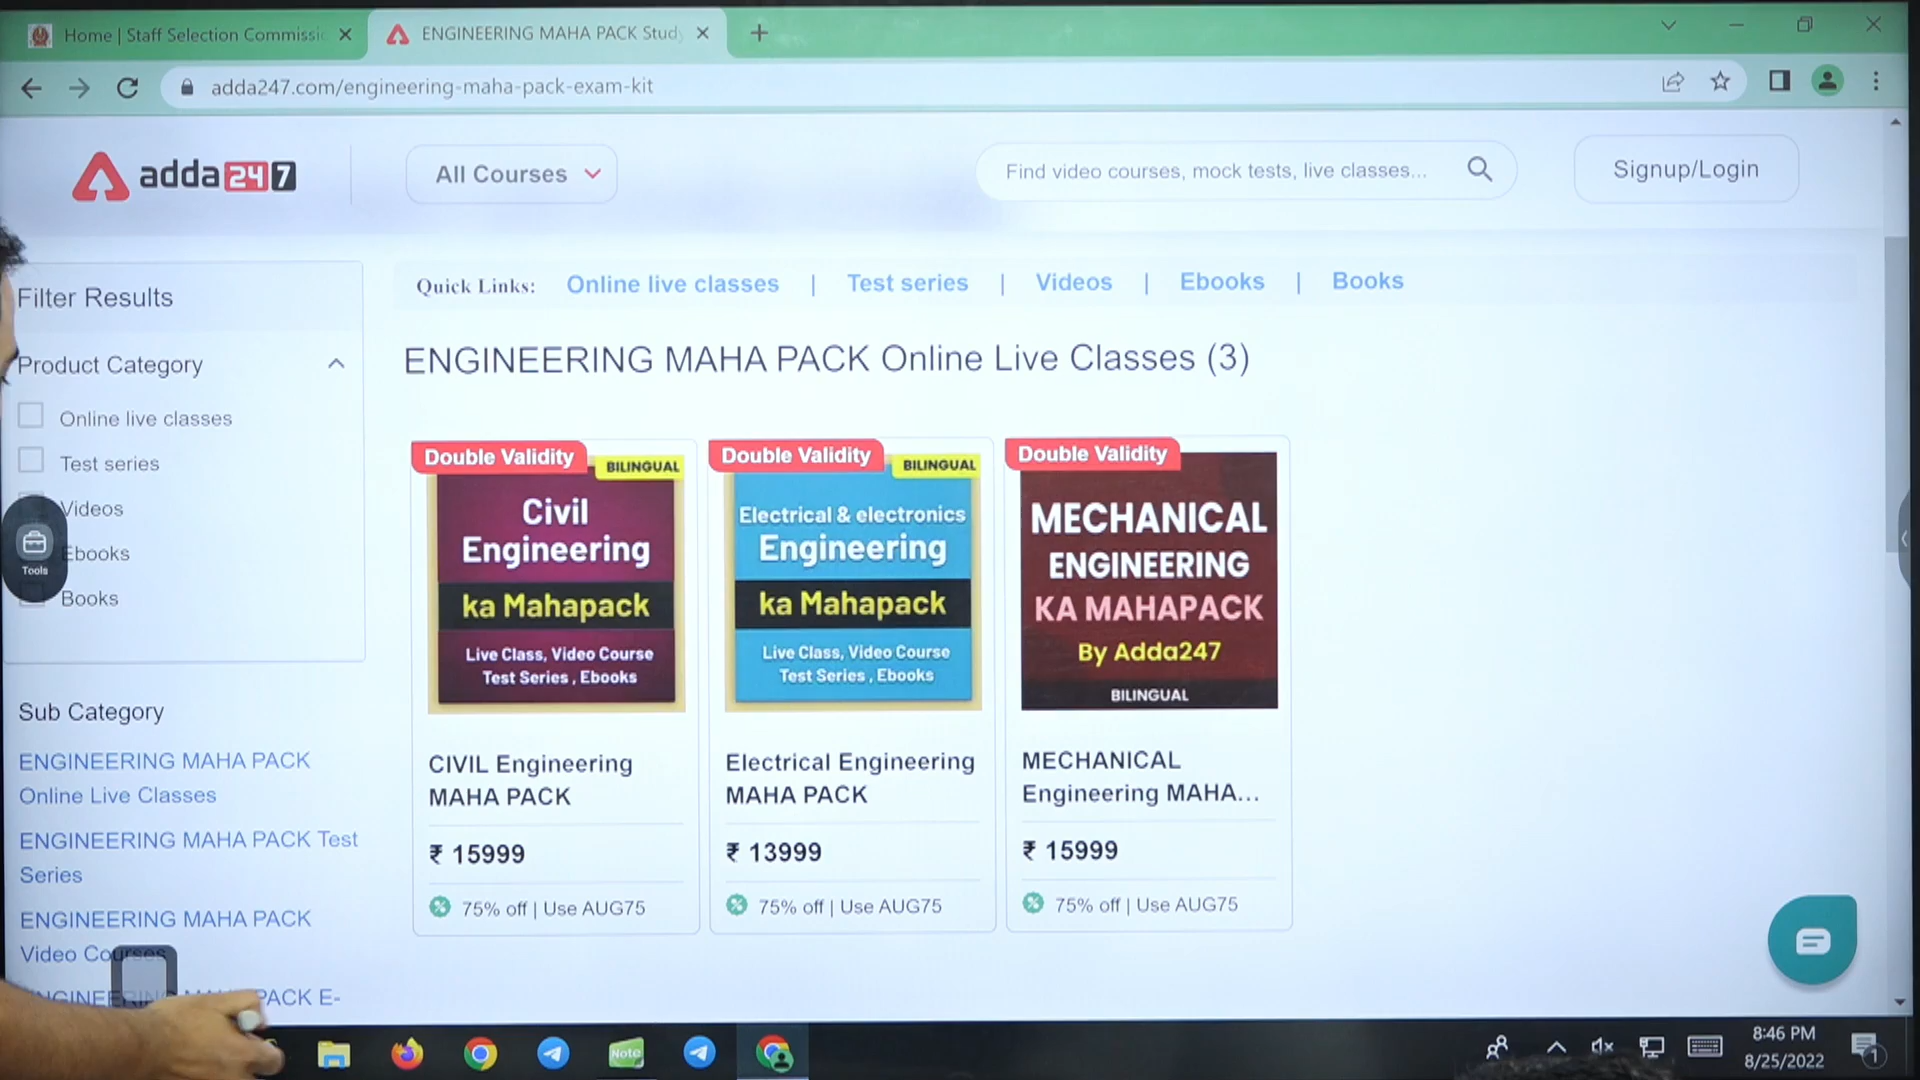 Home | Staff Selection Commissi
ENGINEERING MAHA PACK Study
adda247.com/engineering-maha-pack-exam-kit
adda247
All Courses
Find video courses, mock tests, live classes...
Signup/Login
Filter Results
Product Category
Online live classes
Test series
Videos
Ebooks
Books
Tools
Sub Category
ENGINEERING MAHA PACK
Online Live Classes
ENGINEERING MAHA PACK Test
Series
ENGINEERING MAHA PACK
Video Courses
PACK E-
Quick Links: Online live classes | Test series | Videos | Ebooks | Books
ENGINEERING MAHA PACK Online Live Classes (3)
Double Validity
BILINGUAL
Civil
Engineering
ka Mahapack
Live Class, Video Course
Test Series , Ebooks
CIVIL Engineering
MAHA PACK
₹ 15999
75% off | Use AUG75
Double Validity
BILINGUAL
Electrical & electronics
Engineering
ka Mahapack
Live Class, Video Course
Test Series , Ebooks
Electrical Engineering
MAHA PACK
₹ 13999
75% off | Use AUG75
Double Validity
MECHANICAL
ENGINEERING
KA MAHAPACK
By Adda247
BILINGUAL
MECHANICAL
Engineering MAHA...
₹ 15999
75% off | Use AUG75
Note
8:46 PM
8/25/2022
1